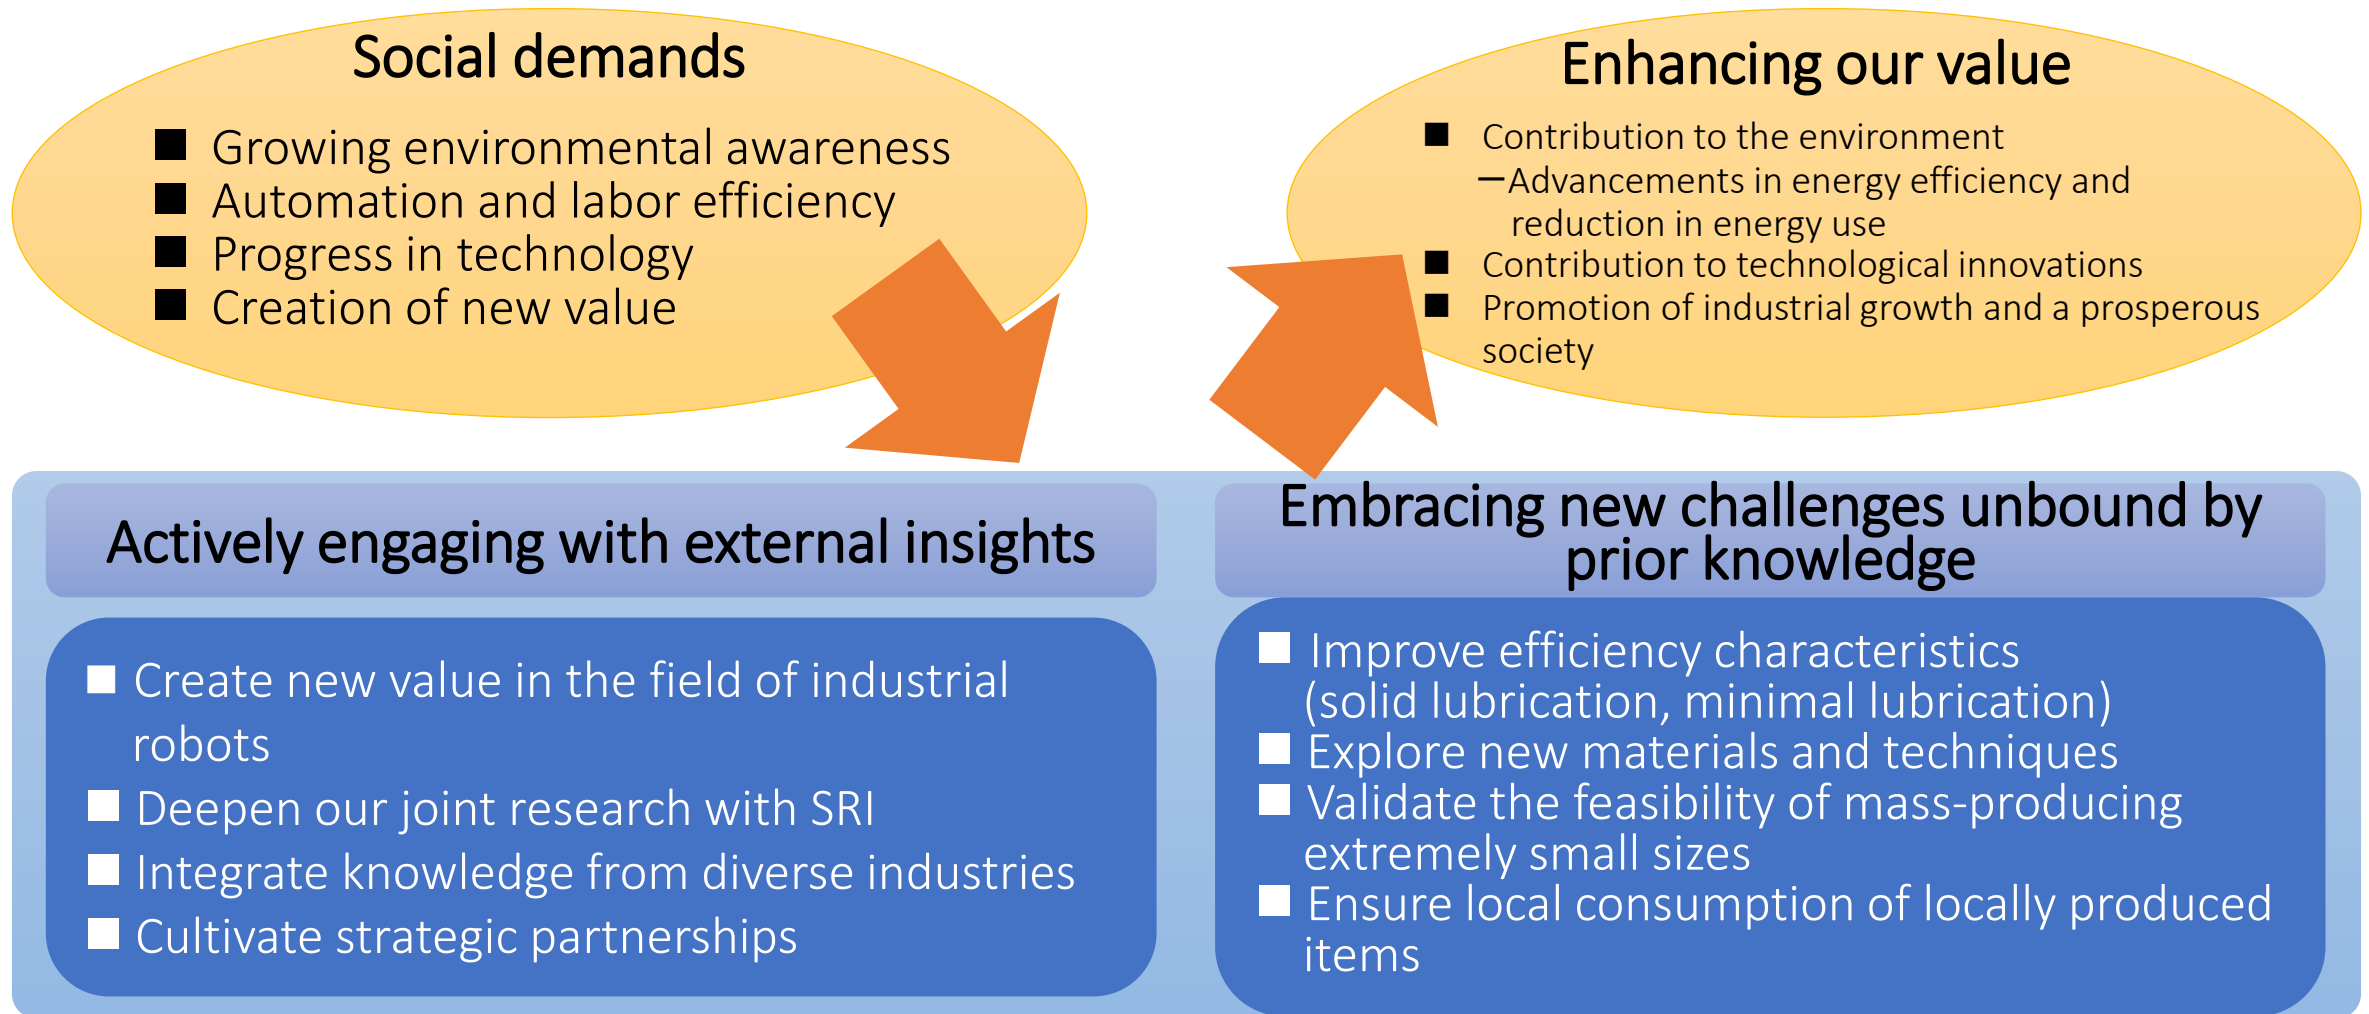 Social demands
■ Growing environmental awareness
■ Automation and labor efficiency
■ Progress in technology
■ Creation of new value
Enhancing our value
■ Contribution to the environment
–Advancements in energy efficiency and
reduction in energy use
■ Contribution to technological innovations
■ Promotion of industrial growth and a prosperous
society
Actively engaging with external insights
■ Create new value in the field of industrial
robots
■ Deepen our joint research with SRI
■ Integrate knowledge from diverse industries
■ Cultivate strategic partnerships
Embracing new challenges unbound by
prior knowledge
■ Improve efficiency characteristics
(solid lubrication, minimal lubrication)
■ Explore new materials and techniques
■ Validate the feasibility of mass-producing
extremely small sizes
■ Ensure local consumption of locally produced
items